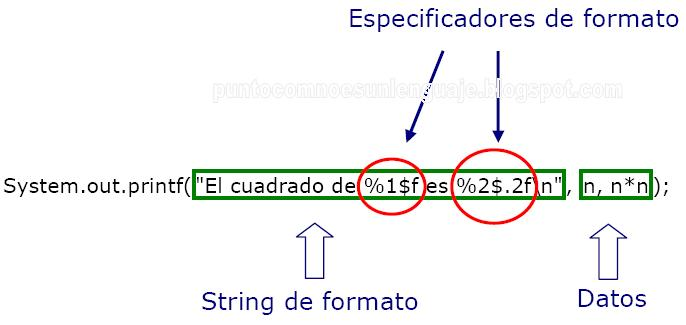 Especificadores de formato
puntocomnoesunlenguaje.blogspot.com
System.out.printf("El cuadrado de %1$f es %2$.2f\n", n, n*n);
String de formato
Datos